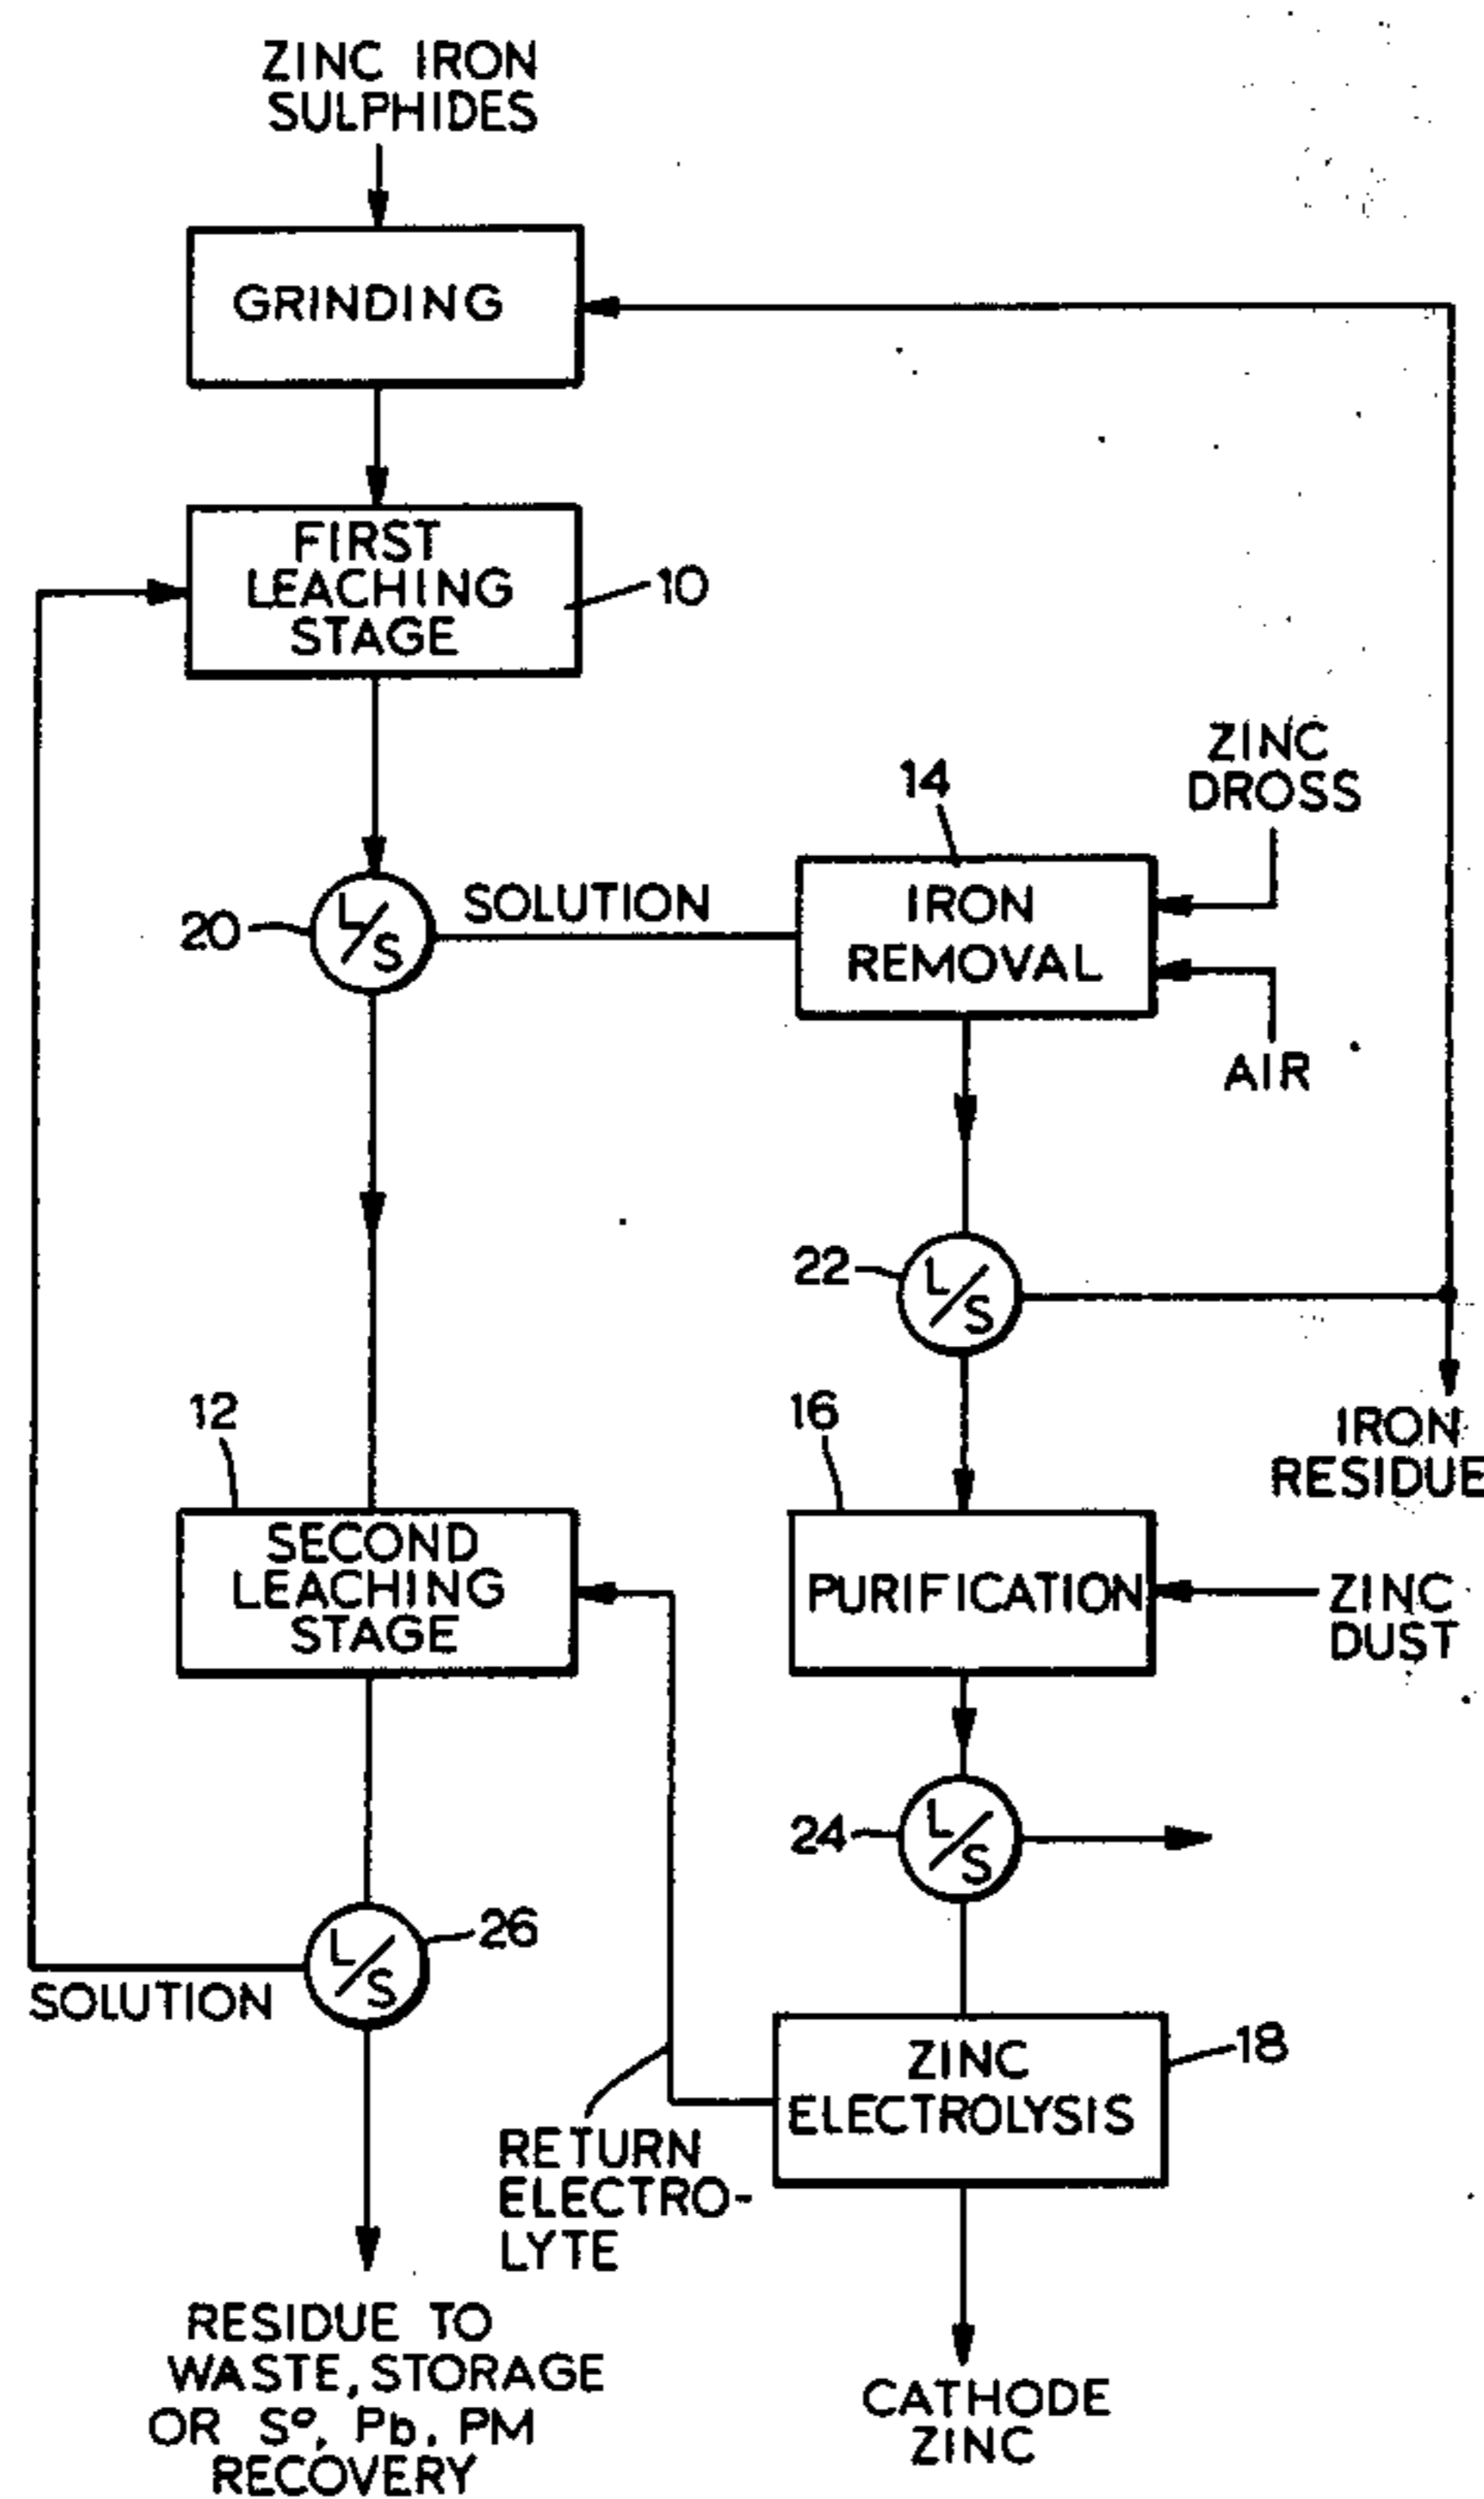 ZINC IRON
SULPHIDES
GRINDING
FIRST
LEACHING
STAGE
10
ZINC
DROSS
14
IRON
REMOVAL
SOLUTION
20
L/S
AIR
22
L/S
12
16
IRON
RESIDUE
SECOND
LEACHING
STAGE
PURIFICATION
ZINC
DUST
24
L/S
26
L/S
SOLUTION
18
ZINC
ELECTROLYSIS
RETURN
ELECTRO-
LYTE
RESIDUE TO
WASTE, STORAGE
OR S°, Pb, PM
RECOVERY
CATHODE
ZINC